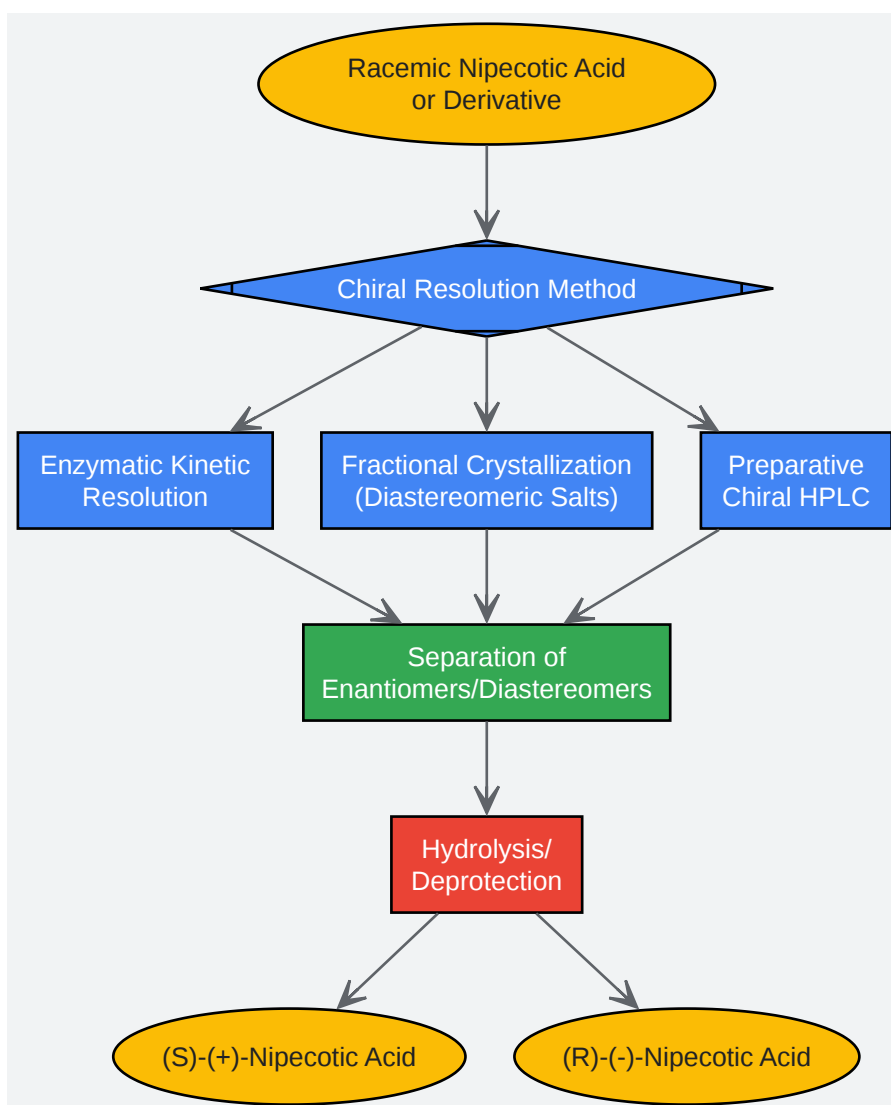 Racemic Nipecotic Acid
or Derivative
Chiral Resolution Method
Enzymatic Kinetic
Resolution
Fractional Crystallization
(Diastereomeric Salts)
Preparative
Chiral HPLC
Separation of
Enantiomers/Diastereomers
Hydrolysis/
Deprotection
(S)-(+)-Nipecotic Acid
(R)-(-)-Nipecotic Acid